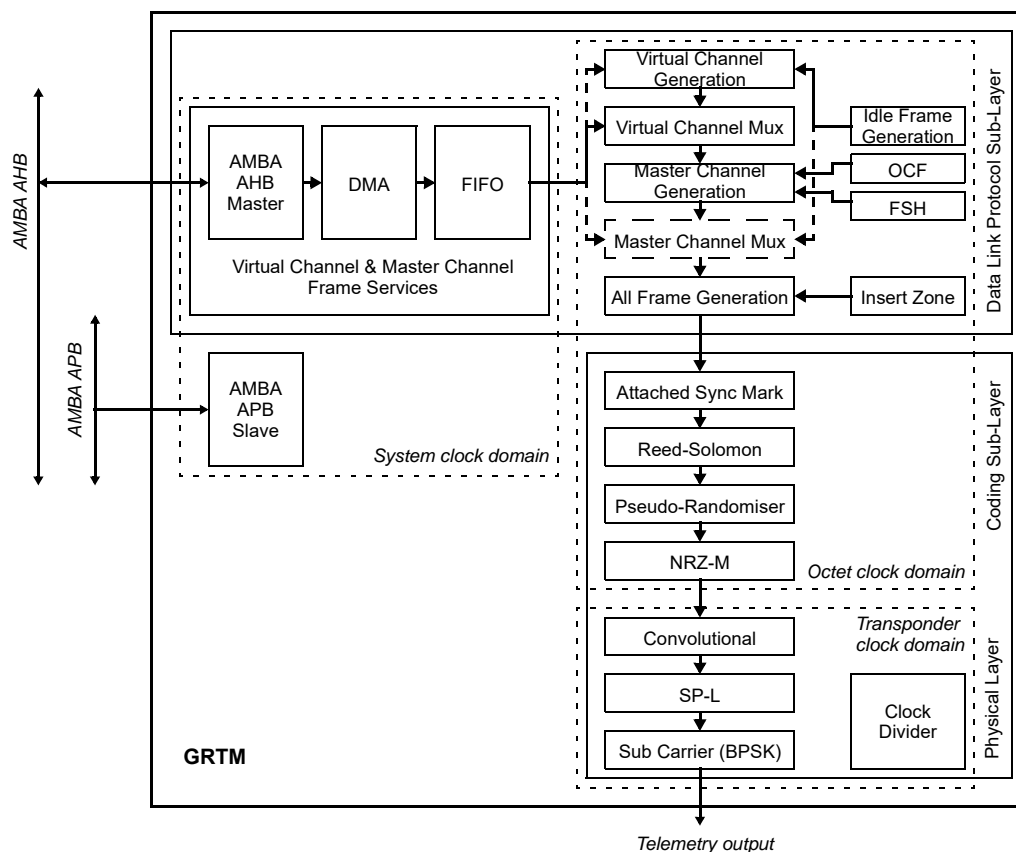 Virtual Channel
Generation
Virtual Channel Mux
Idle Frame
Generation
AMBA
AHB
Master
DMA
FIFO
Master Channel
Generation
OCF
FSH
Master Channel Mux
Virtual Channel & Master Channel
Frame Services
All Frame Generation
Insert Zone
Data Link Protocol Sub-Layer
AMBA AHB
AMBA APB
AMBA
APB
Slave
System clock domain
Attached Sync Mark
Reed-Solomon
Pseudo-Randomiser
NRZ-M
Octet clock domain
Coding Sub-Layer
Convolutional
Transponder
clock domain
SP-L
Clock
Divider
Sub Carrier (BPSK)
Physical Layer
GRTM
Telemetry output